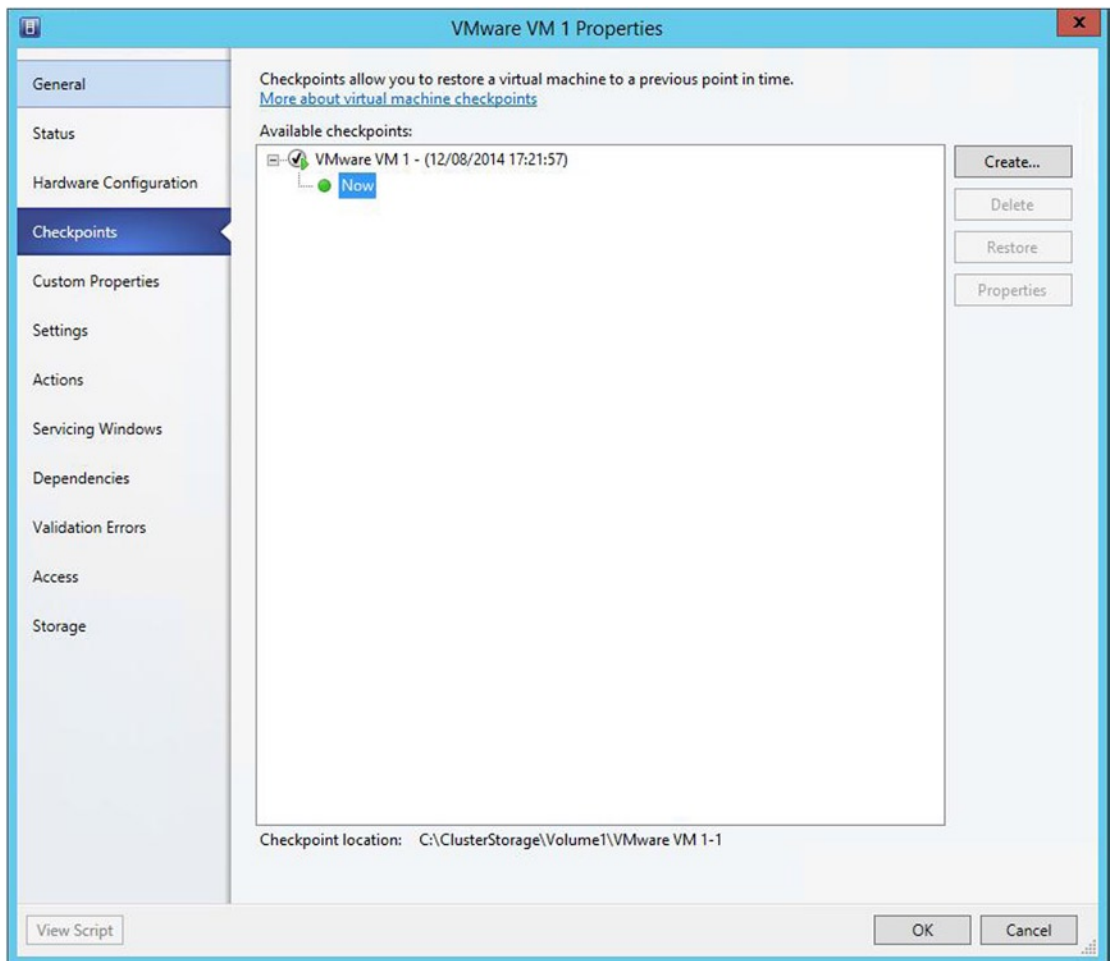 VMware VM 1 Properties
x
General
Status
Hardware Configuration
Checkpoints
Custom Properties
Settings
Actions
Servicing Windows
Dependencies
Validation Errors
Access
Storage
Checkpoints allow you to restore a virtual machine to a previous point in time.
More about virtual machine checkpoints
Available checkpoints:
VMware VM 1 - (12/08/2014 17:21:57)
Now
Create...
Delete
Restore
Properties
Checkpoint location: C:\ClusterStorage\Volume1\VMware VM 1-1
View Script
OK
Cancel